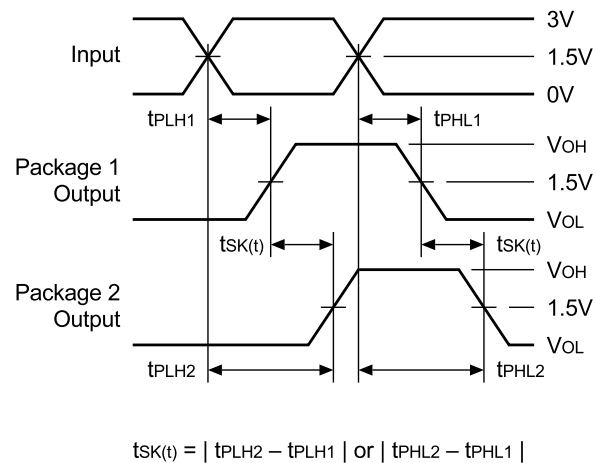 3V
Input
1.5V
0V
tPLH1
tPHL1
VOH
Package 1
Output
1.5V
VOL
tSK(t)
tSK(t)
VOH
Package 2
Output
1.5V
VOL
tPLH2
tPHL2
tSK(t) = | tPLH2 – tPLH1 | or | tPHL2 – tPHL1 |